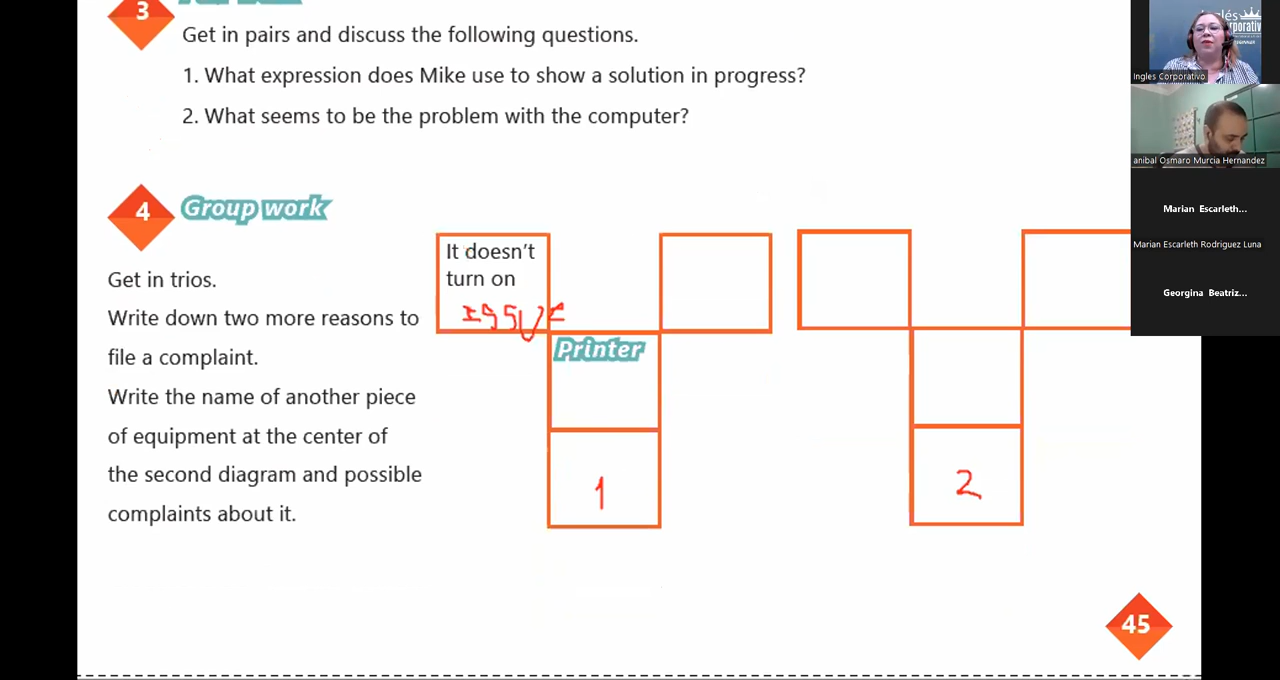 3
Get in pairs and discuss the following questions.
1. What expression does Mike use to show a solution in progress?
2. What seems to be the problem with the computer?
4
Group work
Get in trios.
Write down two more reasons to
file a complaint.
Write the name of another piece
of equipment at the center of
the second diagram and possible
complaints about it.
It doesn't
turn on
ISSUE
Printer
1
2
45
Inglés
Ingles Corporativo
anibal Osmaro Murcia Hernandez
Marian Escarleth...
Marian Escarleth Rodriguez Luna
Georgina Beatriz...